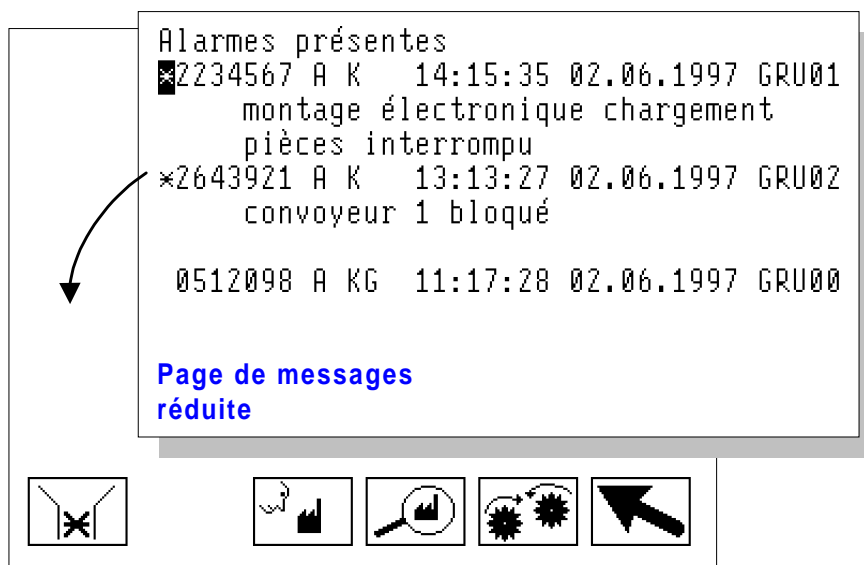 Alarmes présentes
*2234567 A K 14:15:35 02.06.1997 GRU01
montage électronique chargement
pièces interrompu
*2643921 A K 13:13:27 02.06.1997 GRU02
convoyeur 1 bloqué
0512098 A KG 11:17:28 02.06.1997 GRU00
Page de messages
réduite